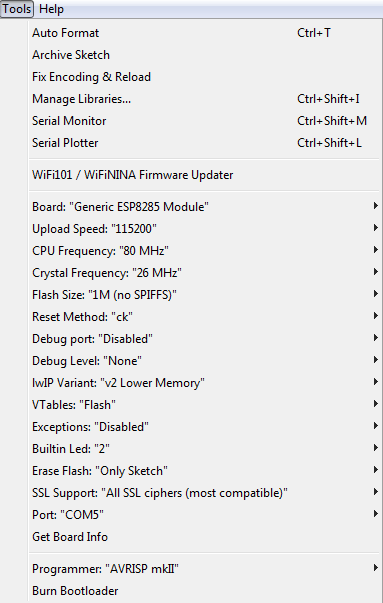 Tools Help
Auto Format Ctrl+T
Archive Sketch
Fix Encoding & Reload
Manage Libraries... Ctrl+Shift+I
Serial Monitor Ctrl+Shift+M
Serial Plotter Ctrl+Shift+L
WiFi101 / WiFiNINA Firmware Updater
Board: "Generic ESP8285 Module"
Upload Speed: "115200"
CPU Frequency: "80 MHz"
Crystal Frequency: "26 MHz"
Flash Size: "1M (no SPIFFS)"
Reset Method: "ck"
Debug port: "Disabled"
Debug Level: "None"
lwIP Variant: "v2 Lower Memory"
VTables: "Flash"
Exceptions: "Disabled"
Builtin Led: "2"
Erase Flash: "Only Sketch"
SSL Support: "All SSL ciphers (most compatible)"
Port: "COM5"
Get Board Info
Programmer: "AVRISP mkII"
Burn Bootloader